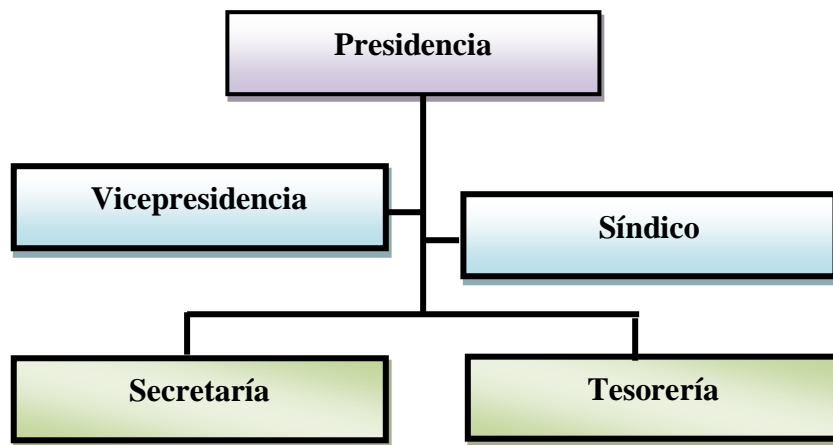 Presidencia
Vicepresidencia
Síndico
Secretaría
Tesorería